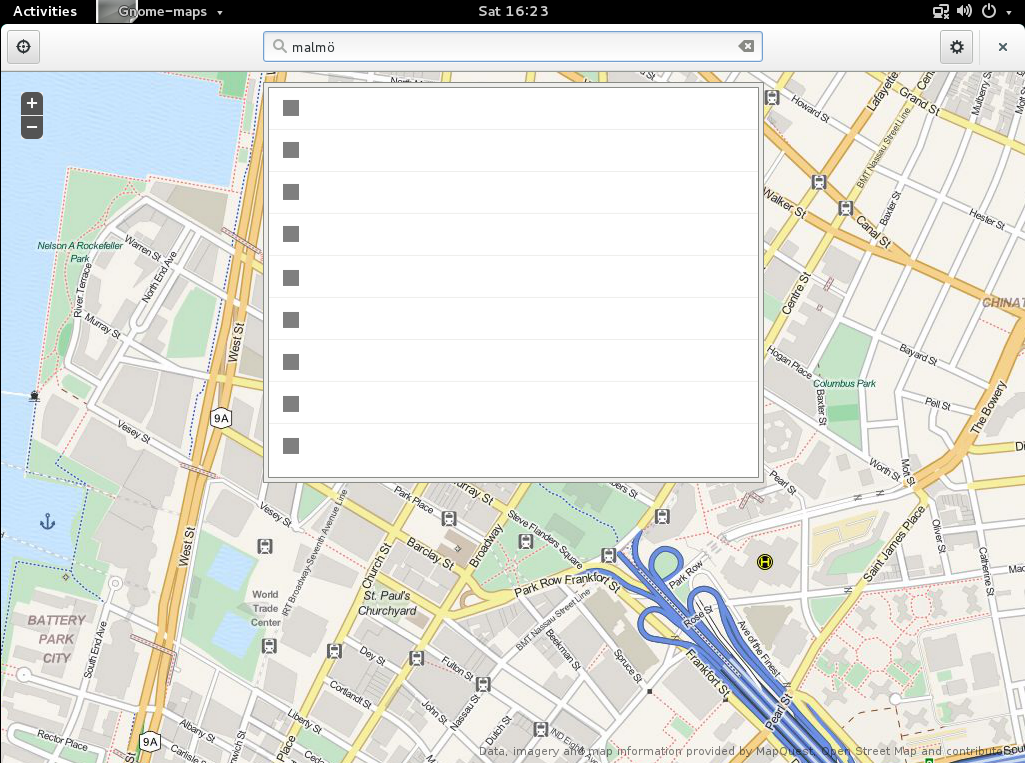 Activities
Gnome-maps
Sat 16:23
malmö
+
−
Howard St
Lafayette
Grand St
Mulberry St
BMT Nassau Street Line
Baxter St
Hester St
Walker St
Canal St
Nelson A Rockefeller
Park
Warren St
North End Ave
River Terrace
Murray St
West St
Centre St
CHINAT
Hogan Place
Bayard St
Columbus Park
Baxter St
Pell St
The Bowery
9A
Vesey St
Worth St
Mott St
Pearl St
Park Place
Murray St
Steve Flanders Square
Vesey St
IRT Broadway-Seventh Avenue Line
Church St
Barclay St
Broadway
West St
Saint James Place
Oliver St
Catherine St
Park Row
Park Row
Frankfort St
St. Paul's
Churchyard
World
Trade
Center
BATTERY
PARK
CITY
South End Ave
Rose St
Ave of the Finest
BMT Nassau Street Line
Beekman St
Spruce St
Frankfort St
Dey St
Fulton St
Cortlandt St
John St
Nassau St
Dutch St
Pearl St
Liberty St
Albany St
Rector Place
9A
Carlisle St
Place
Data, imagery and map information provided by MapQuest, Open Street Map and contributors